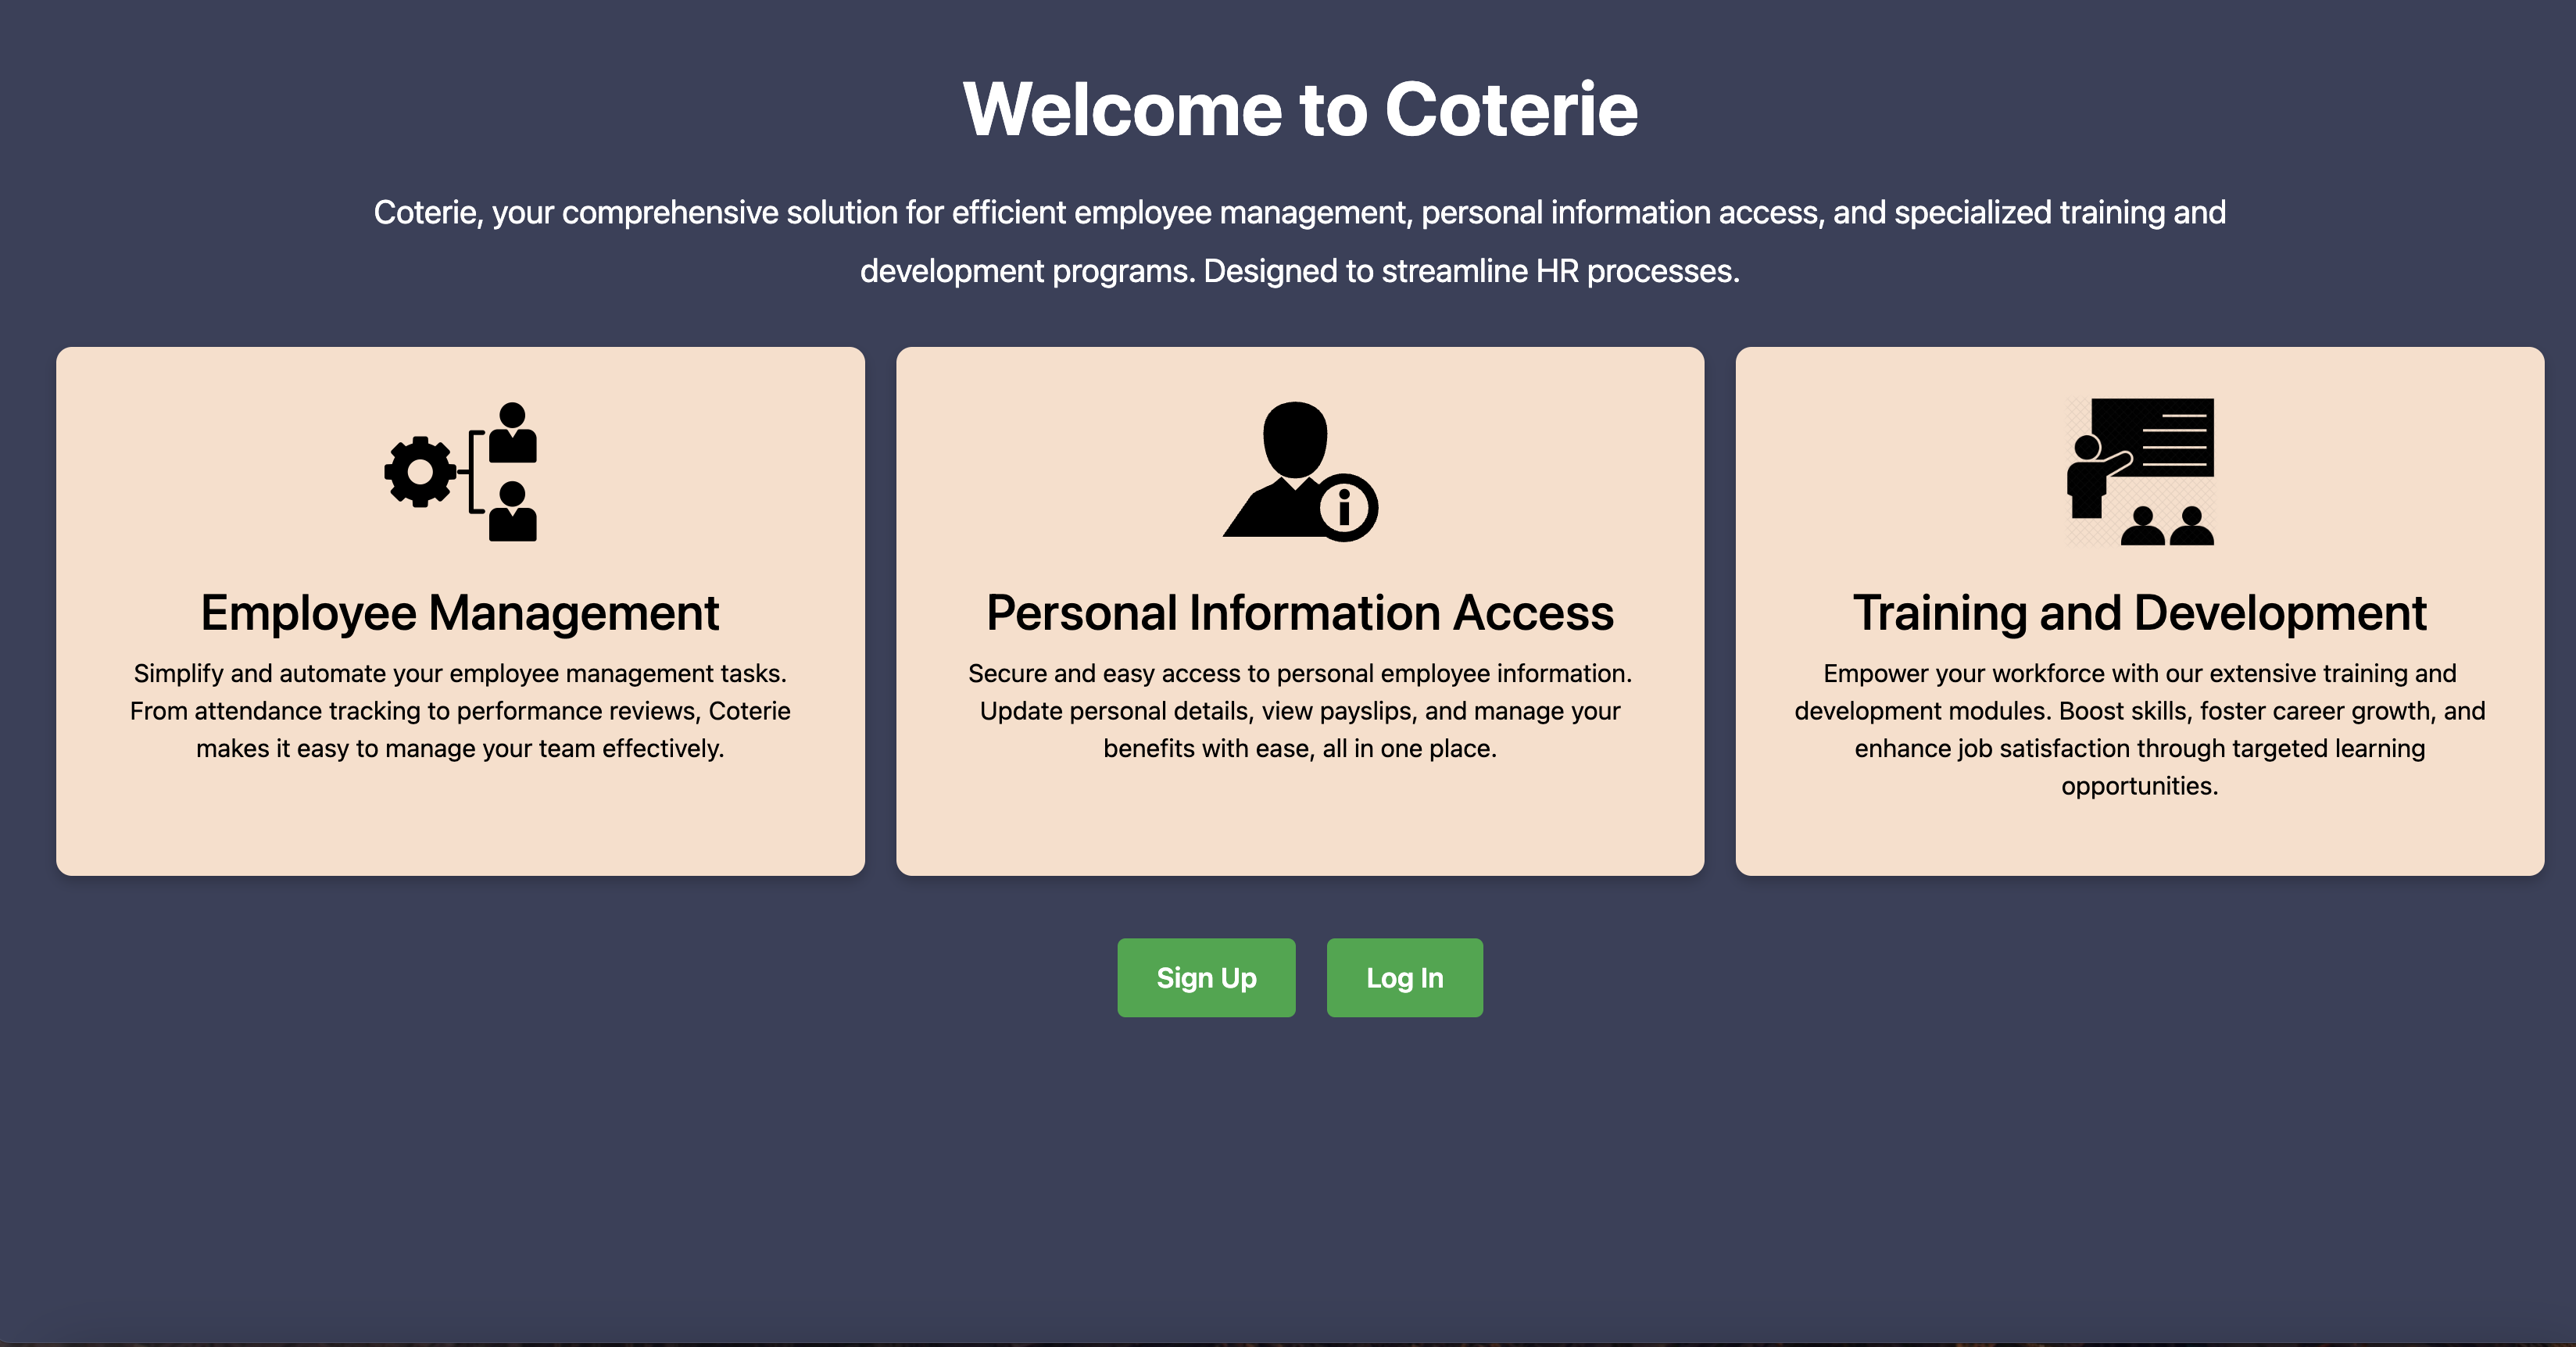 Welcome to Coterie
Coterie, your comprehensive solution for efficient employee management, personal information access, and specialized training and
development programs. Designed to streamline HR processes.
Employee Management
Simplify and automate your employee management tasks.
From attendance tracking to performance reviews, Coterie
makes it easy to manage your team effectively.
Personal Information Access
Secure and easy access to personal employee information.
Update personal details, view payslips, and manage your
benefits with ease, all in one place.
Training and Development
Empower your workforce with our extensive training and
development modules. Boost skills, foster career growth, and
enhance job satisfaction through targeted learning
opportunities.
Sign Up
Log In